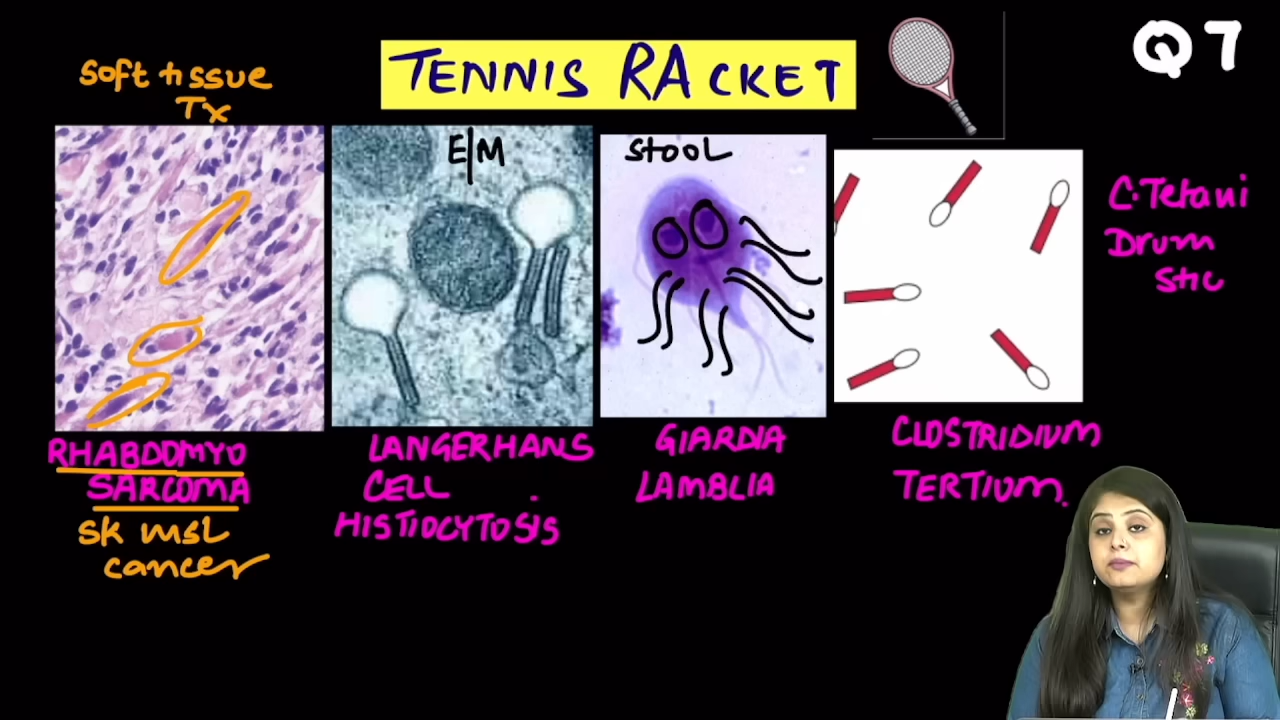 Q7
TENNIS RACKET
Soft tissue
Tx
E/M
STOOL
C.Tetani
Drum
Stic
RHABDOMYO
SARCOMA
SK MSL
cancer
LANGERHANS
CELL
HISTIOCYTOSIS
GIARDIA
LAMBLIA
CLOSTRIDIUM
TERTIUM.